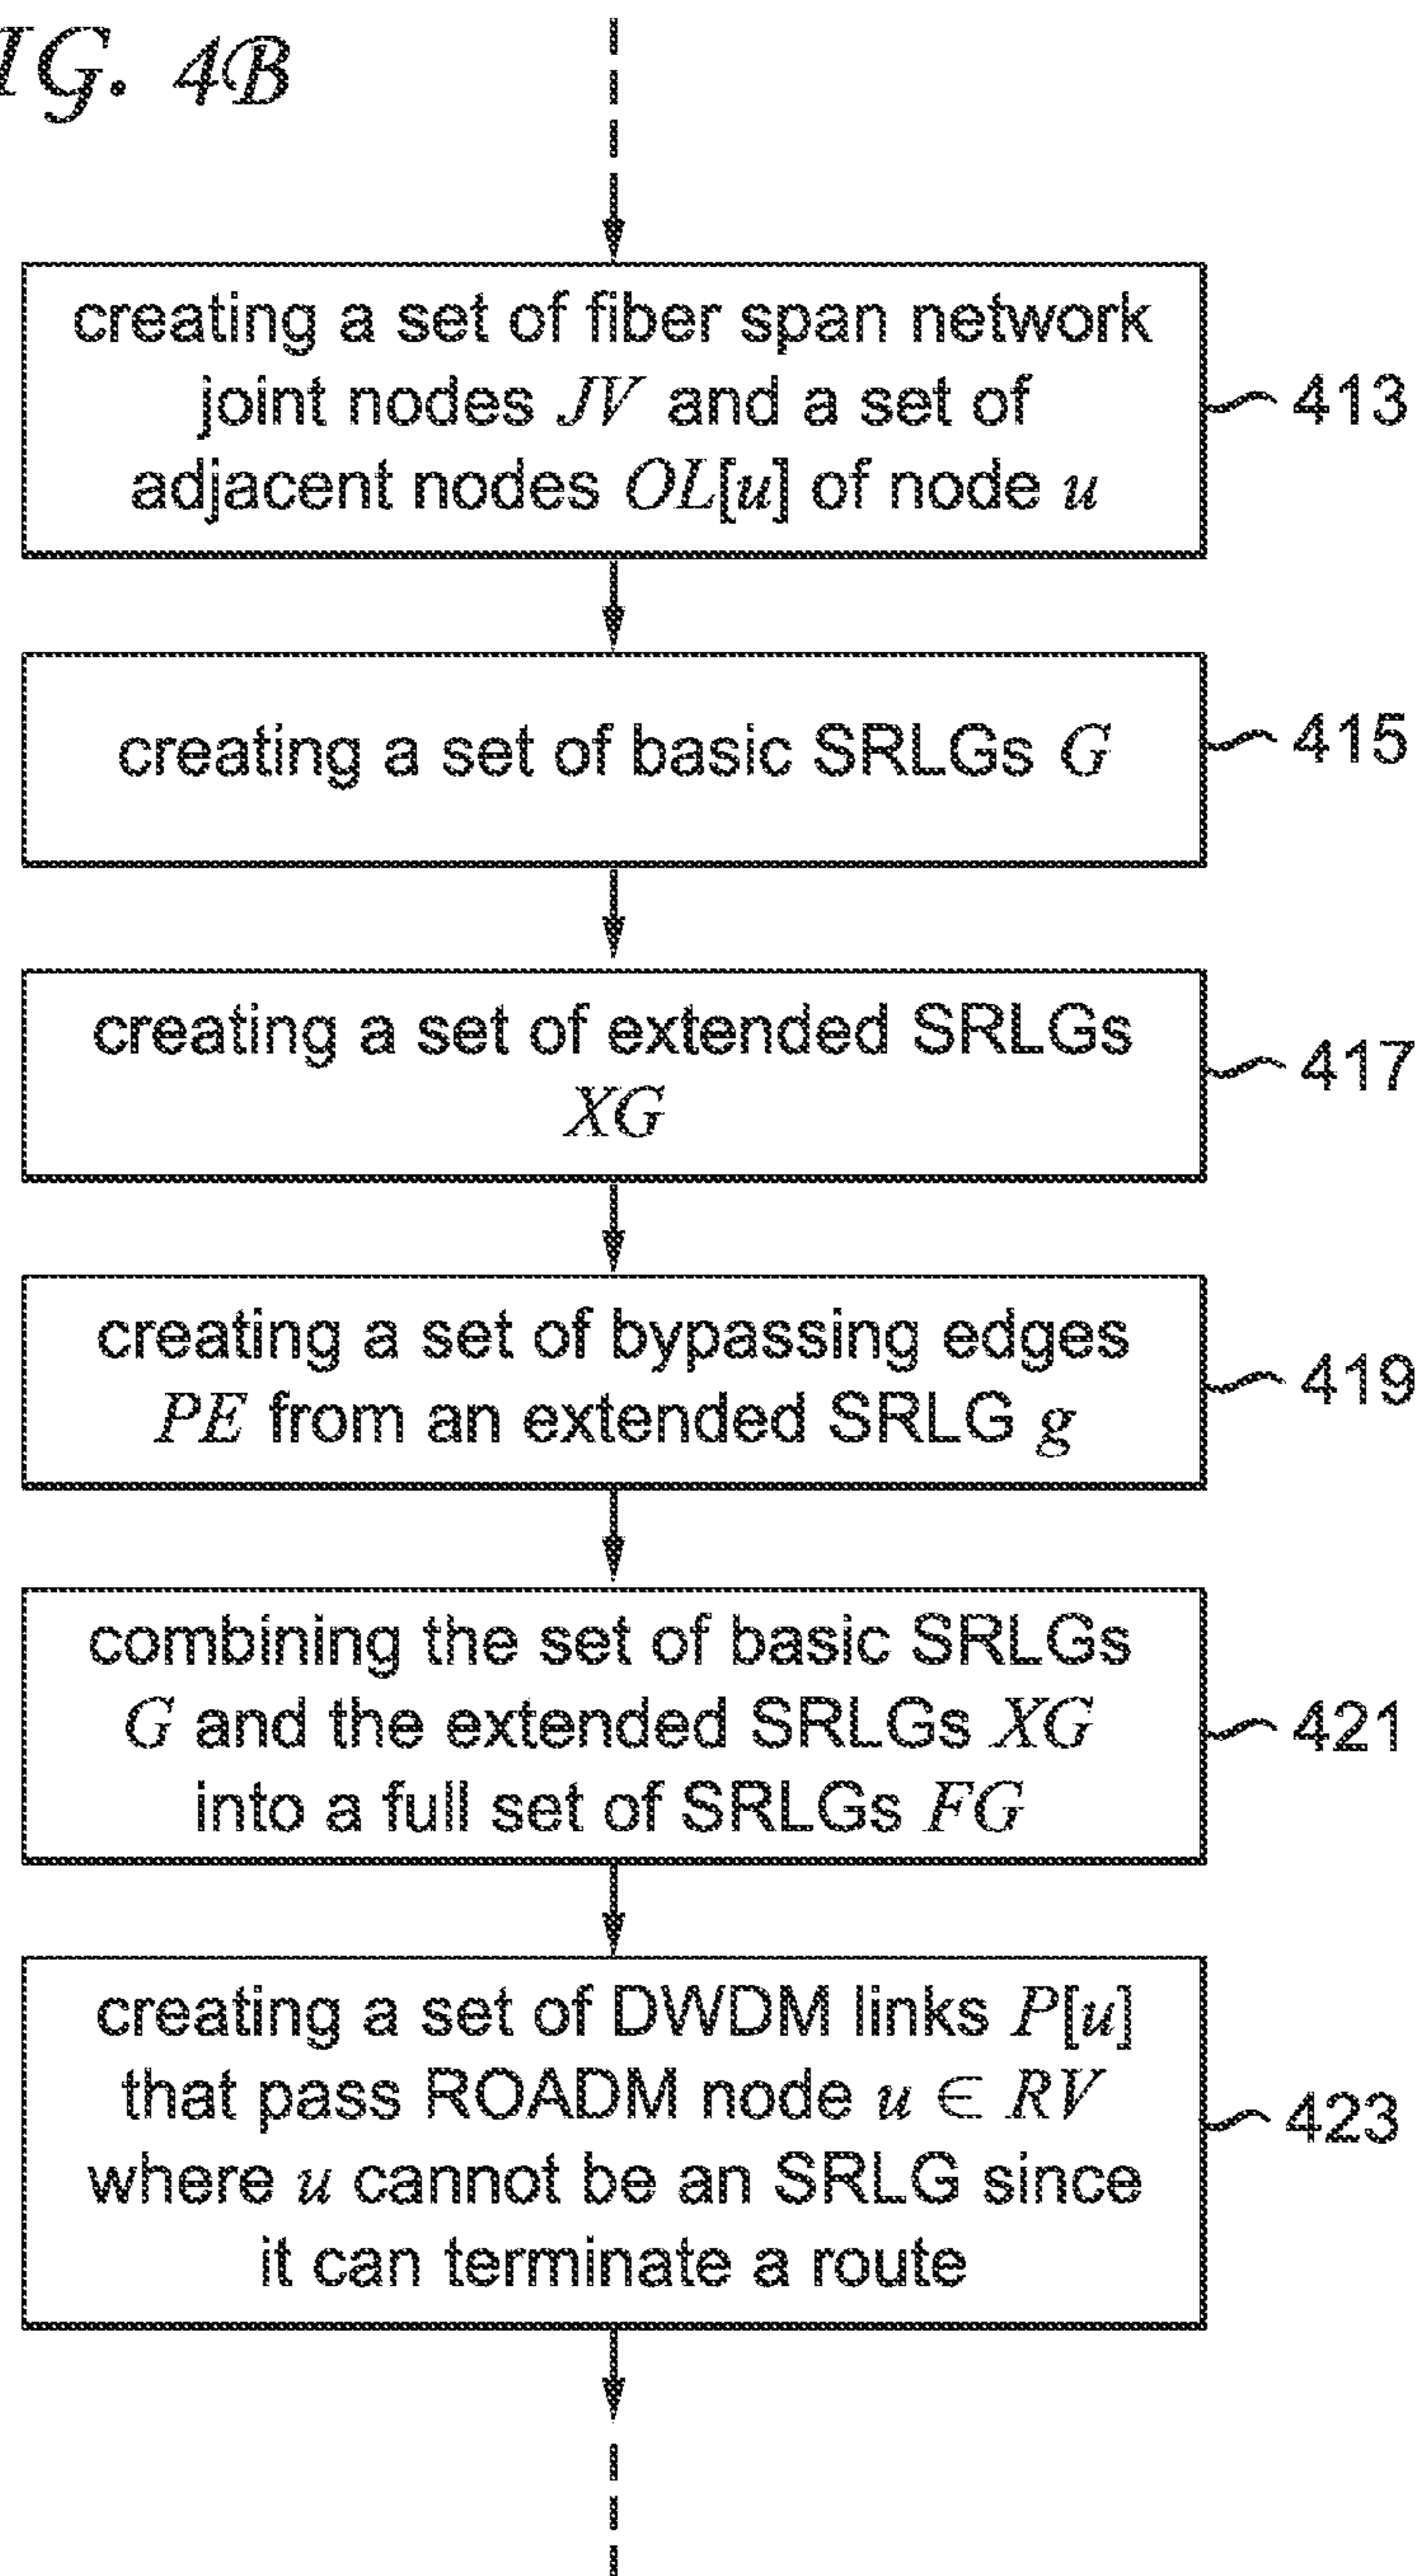 IG. 4B
creating a set of fiber span network
joint nodes JV and a set of
adjacent nodes OL[u] of node u
413
creating a set of basic SRLGs G
415
creating a set of extended SRLGs
XG
417
creating a set of bypassing edges
PE from an extended SRLG g
419
combining the set of basic SRLGs
G and the extended SRLGs XG
into a full set of SRLGs FG
421
creating a set of DWDM links P[u]
that pass ROADM node u ∈ RV
where u cannot be an SRLG since
it can terminate a route
423